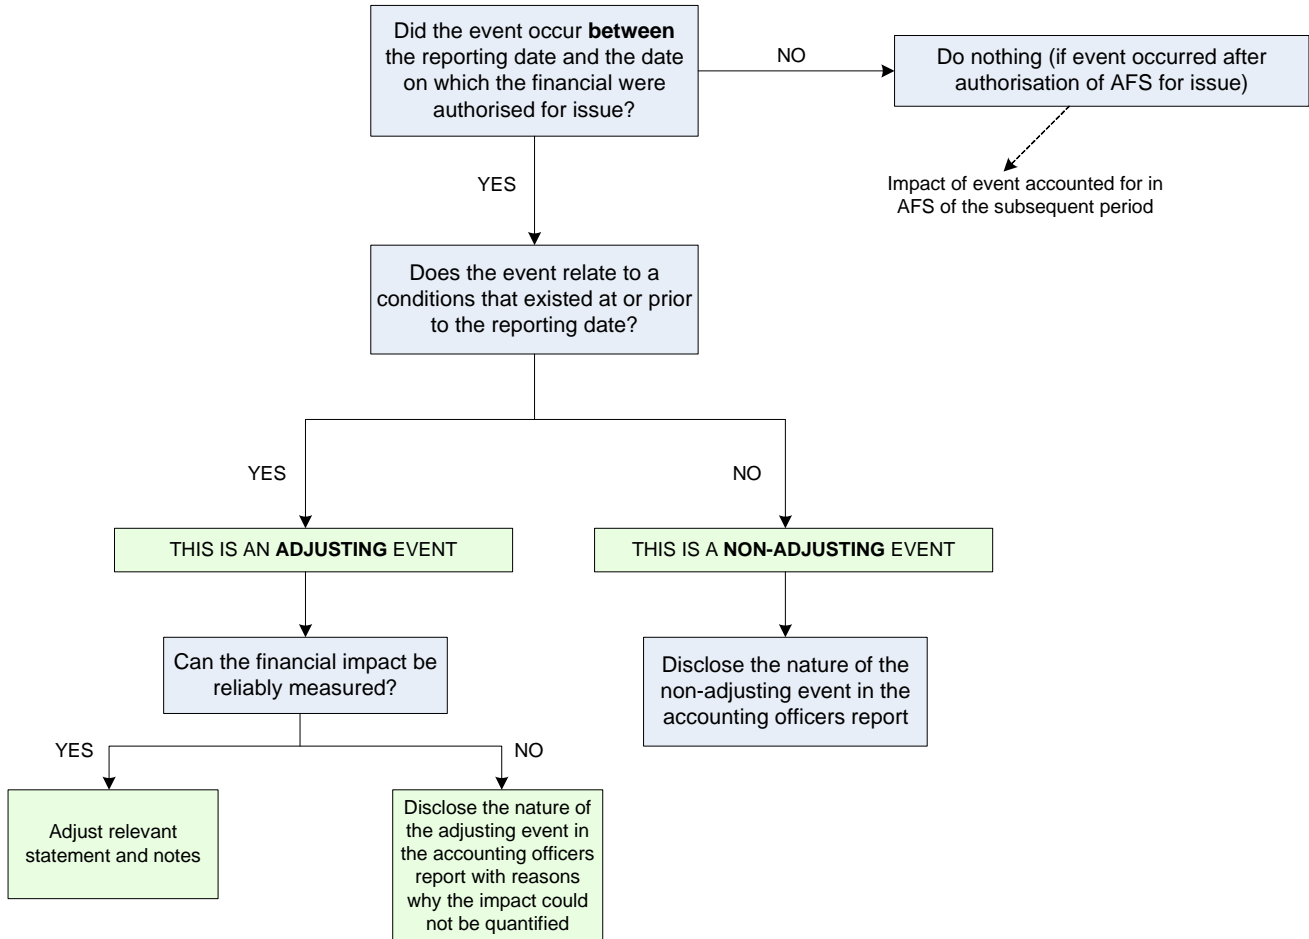 Did the event occur between
the reporting date and the date
on which the financial were
authorised for issue?
NO
Do nothing (if event occurred after
authorisation of AFS for issue)
Impact of event accounted for in
AFS of the subsequent period
YES
Does the event relate to a
conditions that existed at or prior
to the reporting date?
YES
NO
THIS IS AN ADJUSTING EVENT
THIS IS A NON-ADJUSTING EVENT
Can the financial impact be
reliably measured?
Disclose the nature of the
non-adjusting event in the
accounting officers report
YES
NO
Adjust relevant
statement and notes
Disclose the nature of
the adjusting event in
the accounting officers
report with reasons
why the impact could
not be quantified